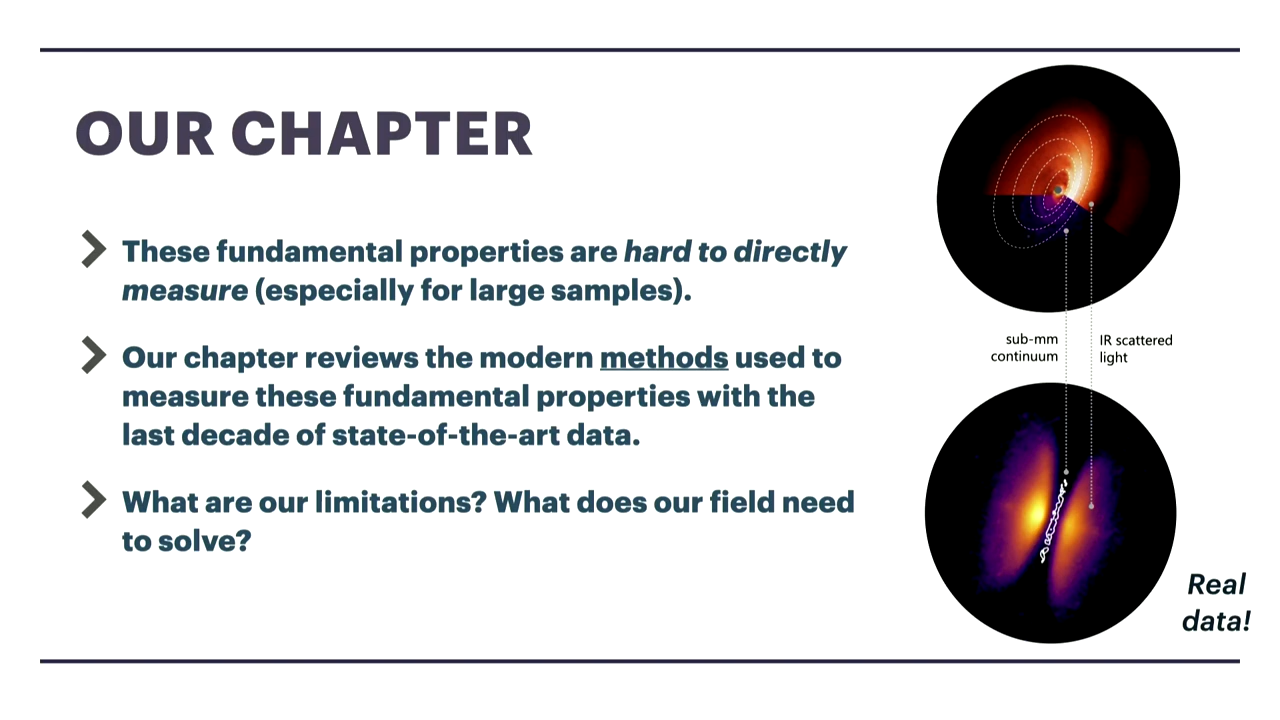 OUR CHAPTER
These fundamental properties are hard to directly
measure (especially for large samples).
Our chapter reviews the modern methods used to
measure these fundamental properties with the
last decade of state-of-the-art data.
What are our limitations? What does our field need
to solve?
sub-mm
continuum
IR scattered
light
Real
data!